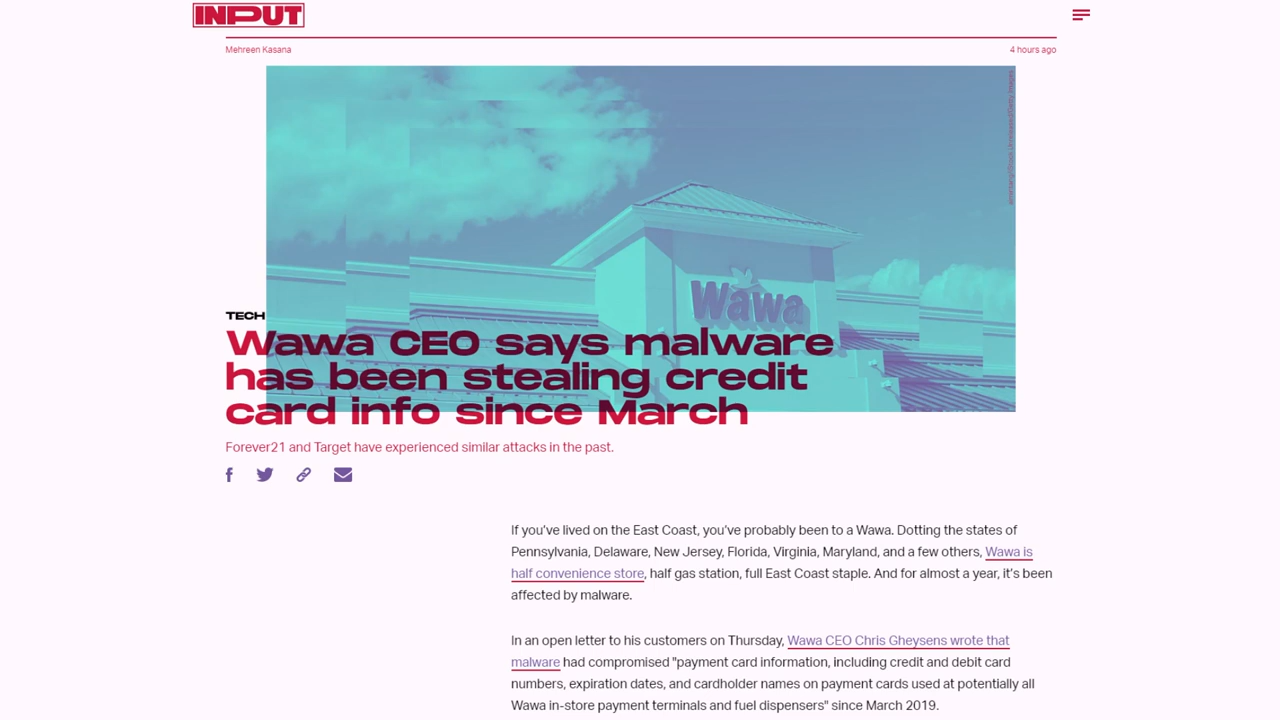 INPUT
Mehreen Kasana
4 hours ago
Wawa
TECH
Wawa CEO says malware
has been stealing credit
card info since March
Forever21 and Target have experienced similar attacks in the past.
If you’ve lived on the East Coast, you’ve probably been to a Wawa. Dotting the states of
Pennsylvania, Delaware, New Jersey, Florida, Virginia, Maryland, and a few others, Wawa is
half convenience store, half gas station, full East Coast staple. And for almost a year, it’s been
affected by malware.
In an open letter to his customers on Thursday, Wawa CEO Chris Gheysens wrote that
malware had compromised "payment card information, including credit and debit card
numbers, expiration dates, and cardholder names on payment cards used at potentially all
Wawa in-store payment terminals and fuel dispensers" since March 2019.